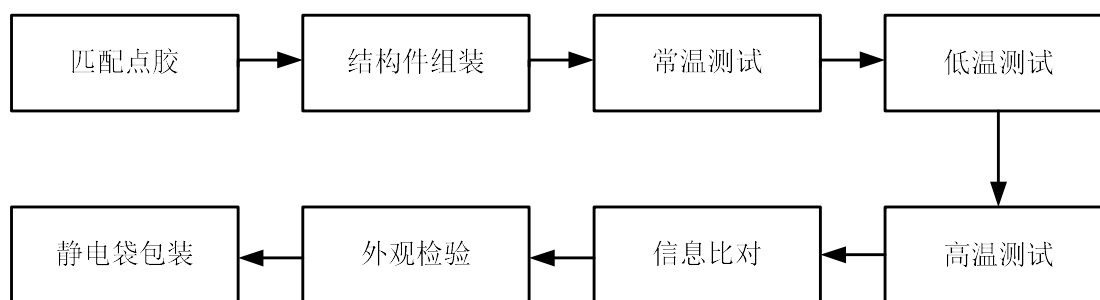 匹配点胶
结构件组装
常温测试
低温测试
高温测试
信息比对
外观检验
静电袋包装